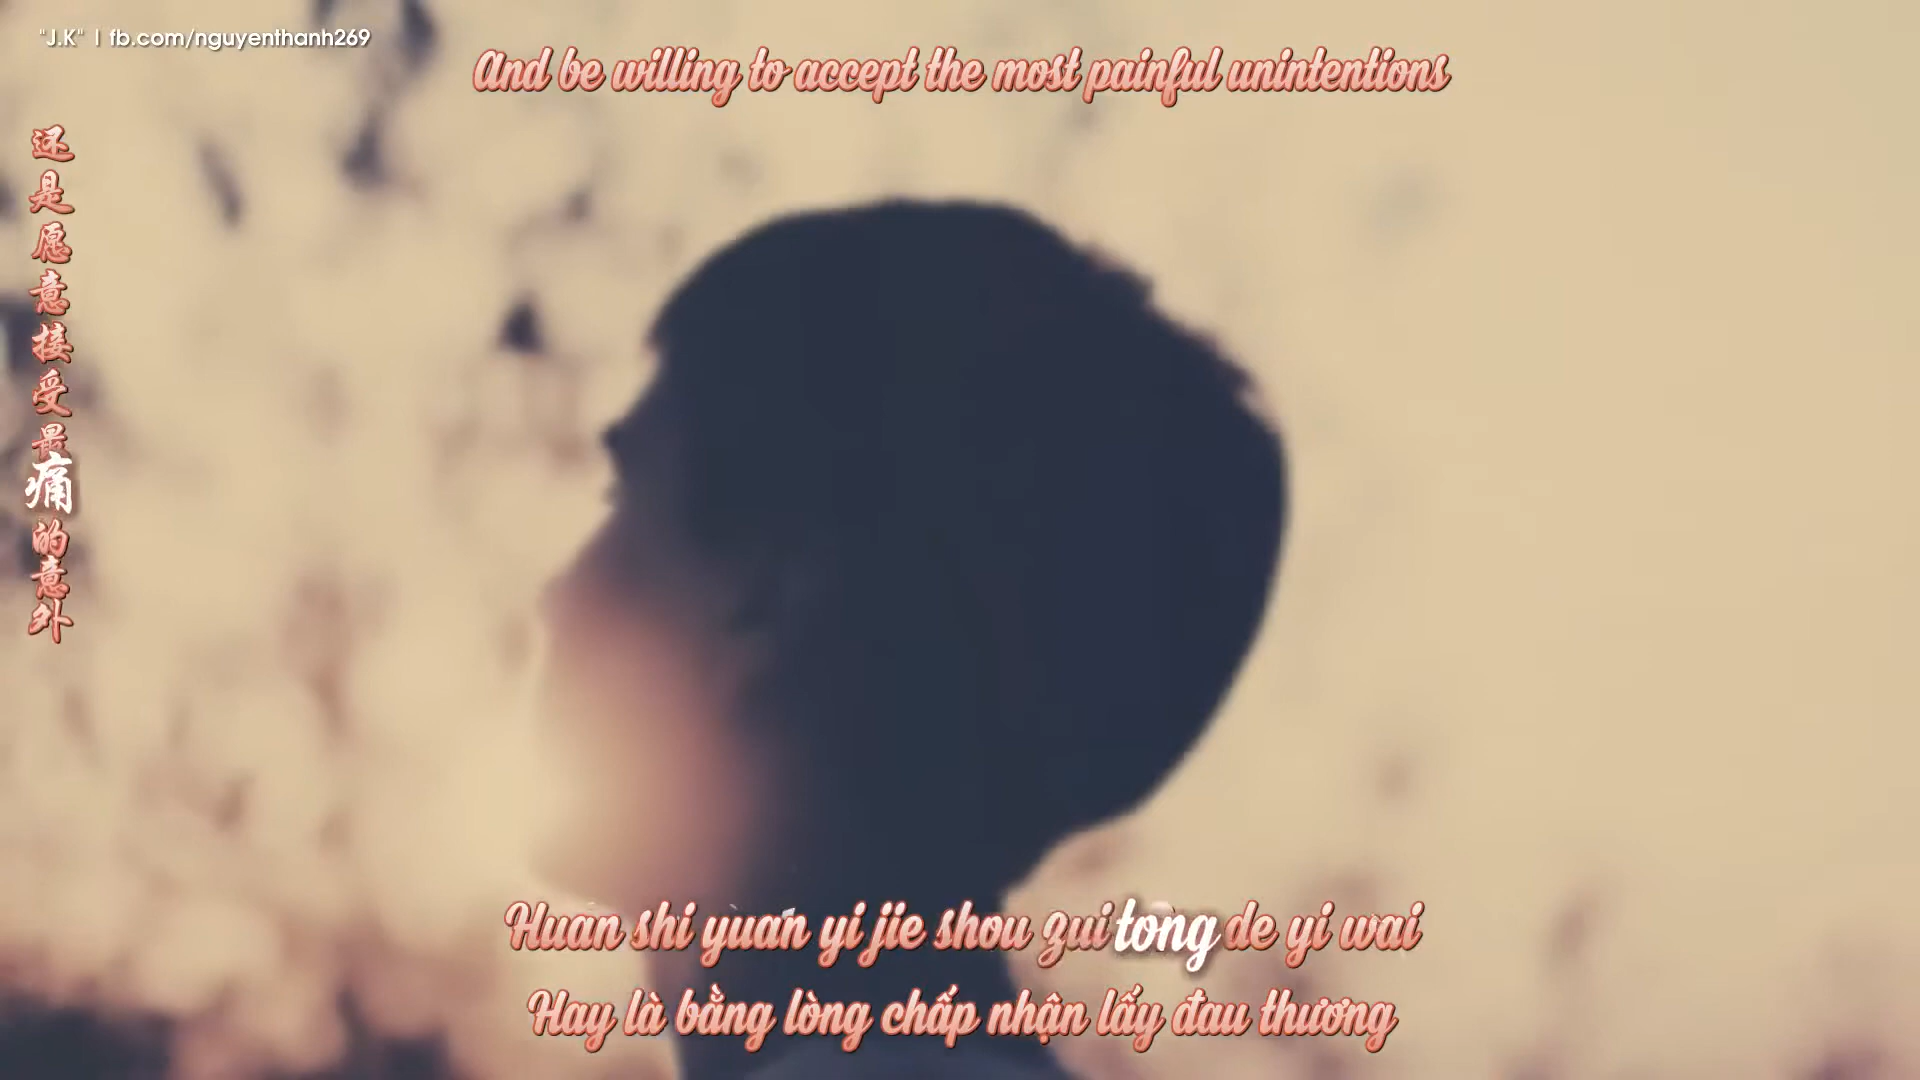 "J.K" | fb.com/nguyenthanh269
And be willing to accept the most painful unintentions
还是愿意接受最痛的意外
Huan shi yuan yi jie shou zui tong de yi wai
Hay là bằng lòng chấp nhận lấy đau thương